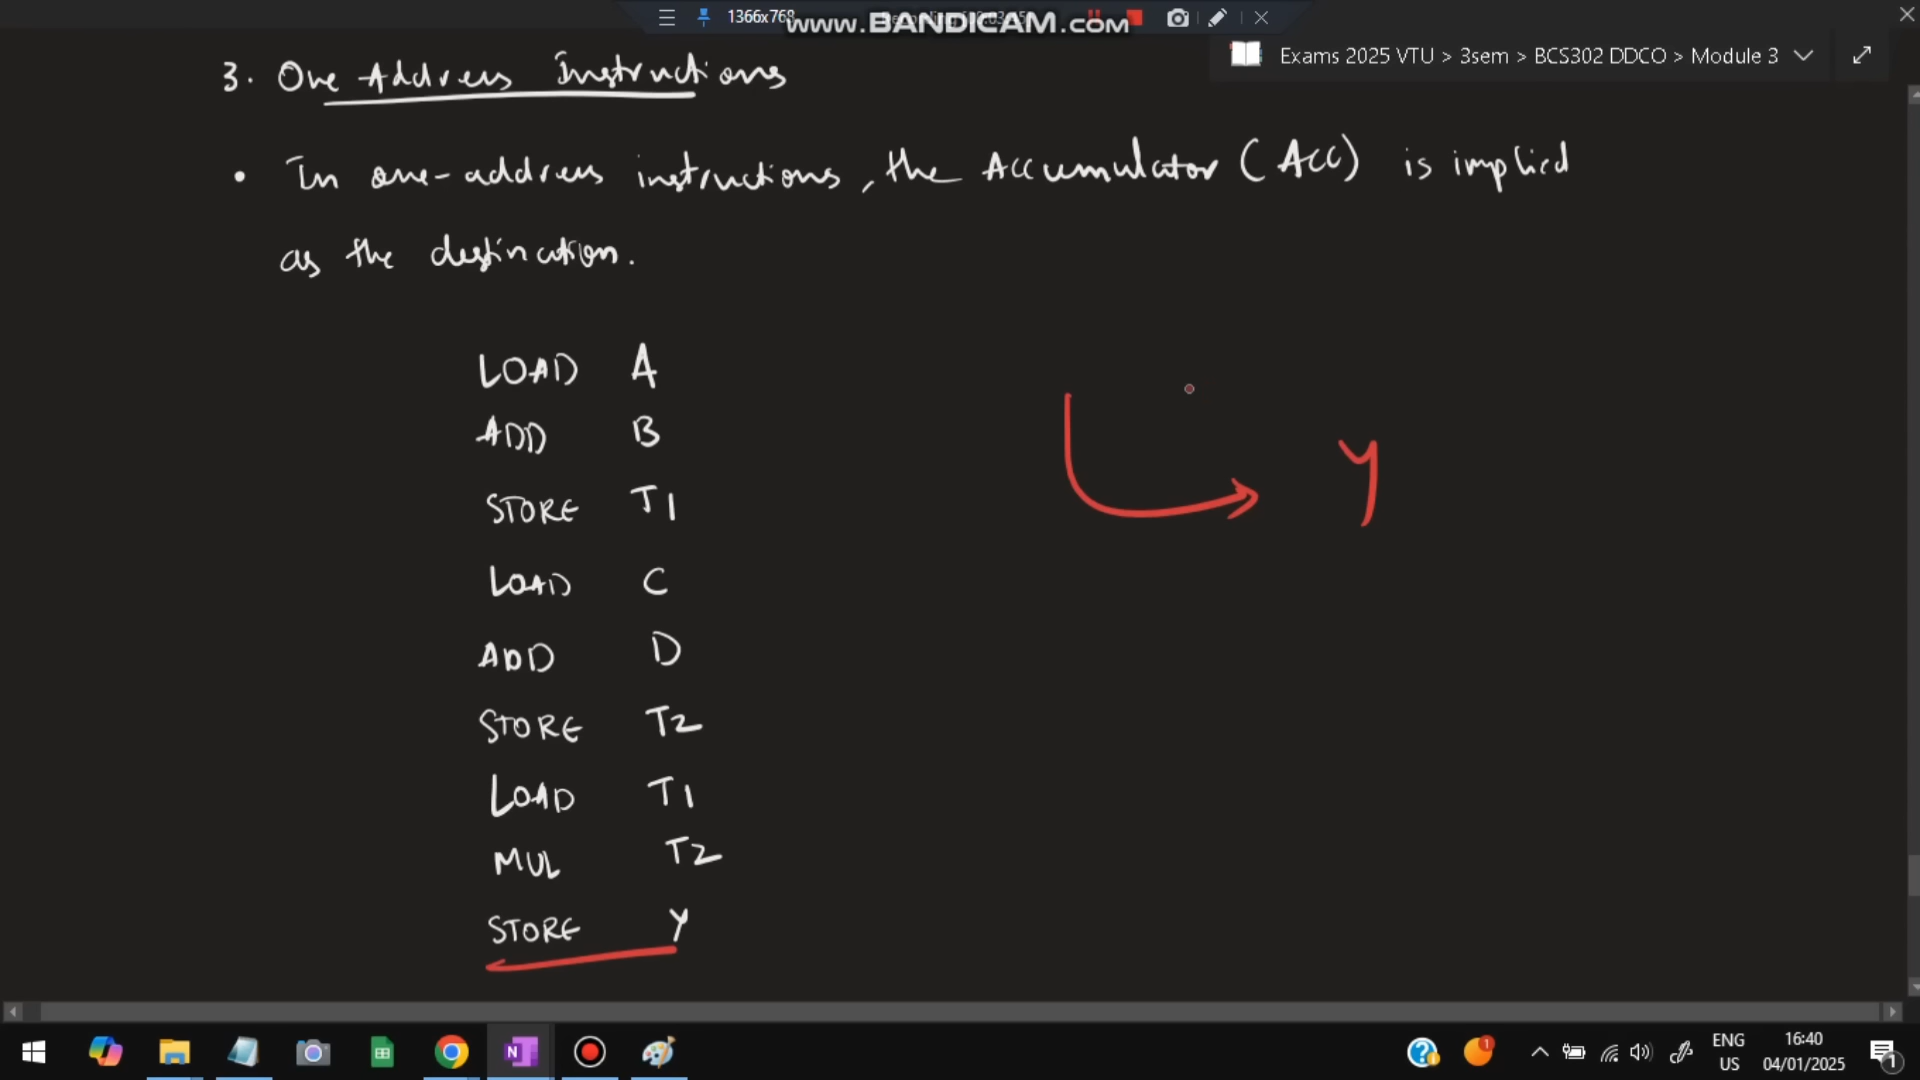 1366x768
www.BANDICAM.com
Exams 2025 VTU > 3sem > BCS302 DDCO > Module 3
3. One Address Instructions
• In one-address instructions, the Accumulator (ACC) is implied
as the destination.
LOAD A
ADD B
STORE T1
LOAD C
ADD D
STORE T2
LOAD T1
MUL T2
STORE Y
Y
ENG
US
16:40
04/01/2025
1
1